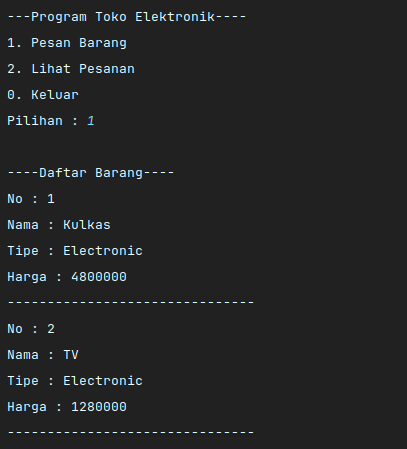 ---Program Toko Elektronik----
1. Pesan Barang
2. Lihat Pesanan
0. Keluar
Pilihan : 1
----Daftar Barang----
No : 1
Nama : Kulkas
Tipe : Electronic
Harga : 4800000
-------------------------------
No : 2
Nama : TV
Tipe : Electronic
Harga : 1280000
-------------------------------